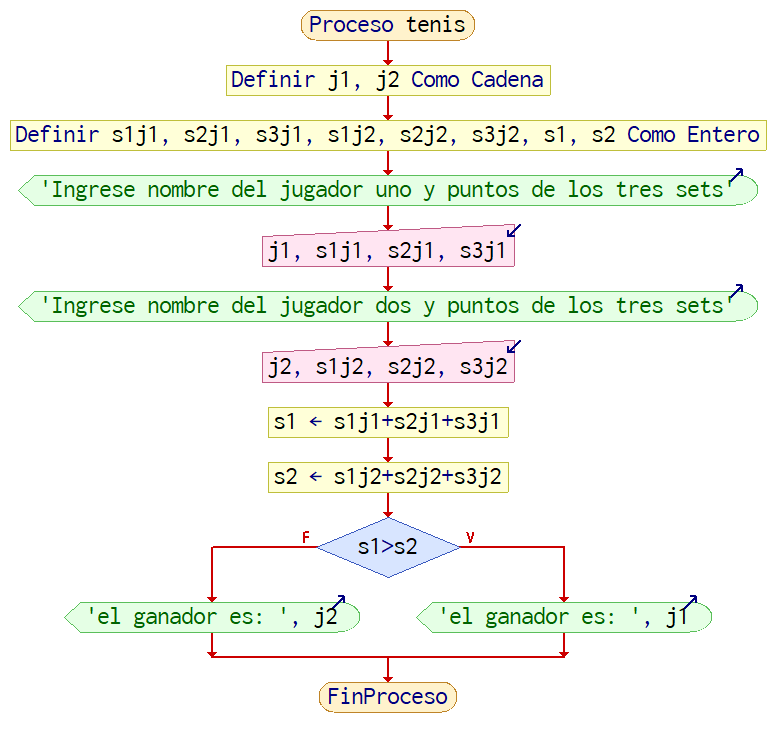 Proceso tenis
Definir j1, j2 Como Cadena
Definir s1j1, s2j1, s3j1, s1j2, s2j2, s3j2, s1, s2 Como Entero
'Ingrese nombre del jugador uno y puntos de los tres sets'
j1, s1j1, s2j1, s3j1
'Ingrese nombre del jugador dos y puntos de los tres sets'
j2, s1j2, s2j2, s3j2
s1 ← s1j1+s2j1+s3j1
s2 ← s1j2+s2j2+s3j2
F
s1>s2
V
'el ganador es: ', j2
'el ganador es: ', j1
FinProceso